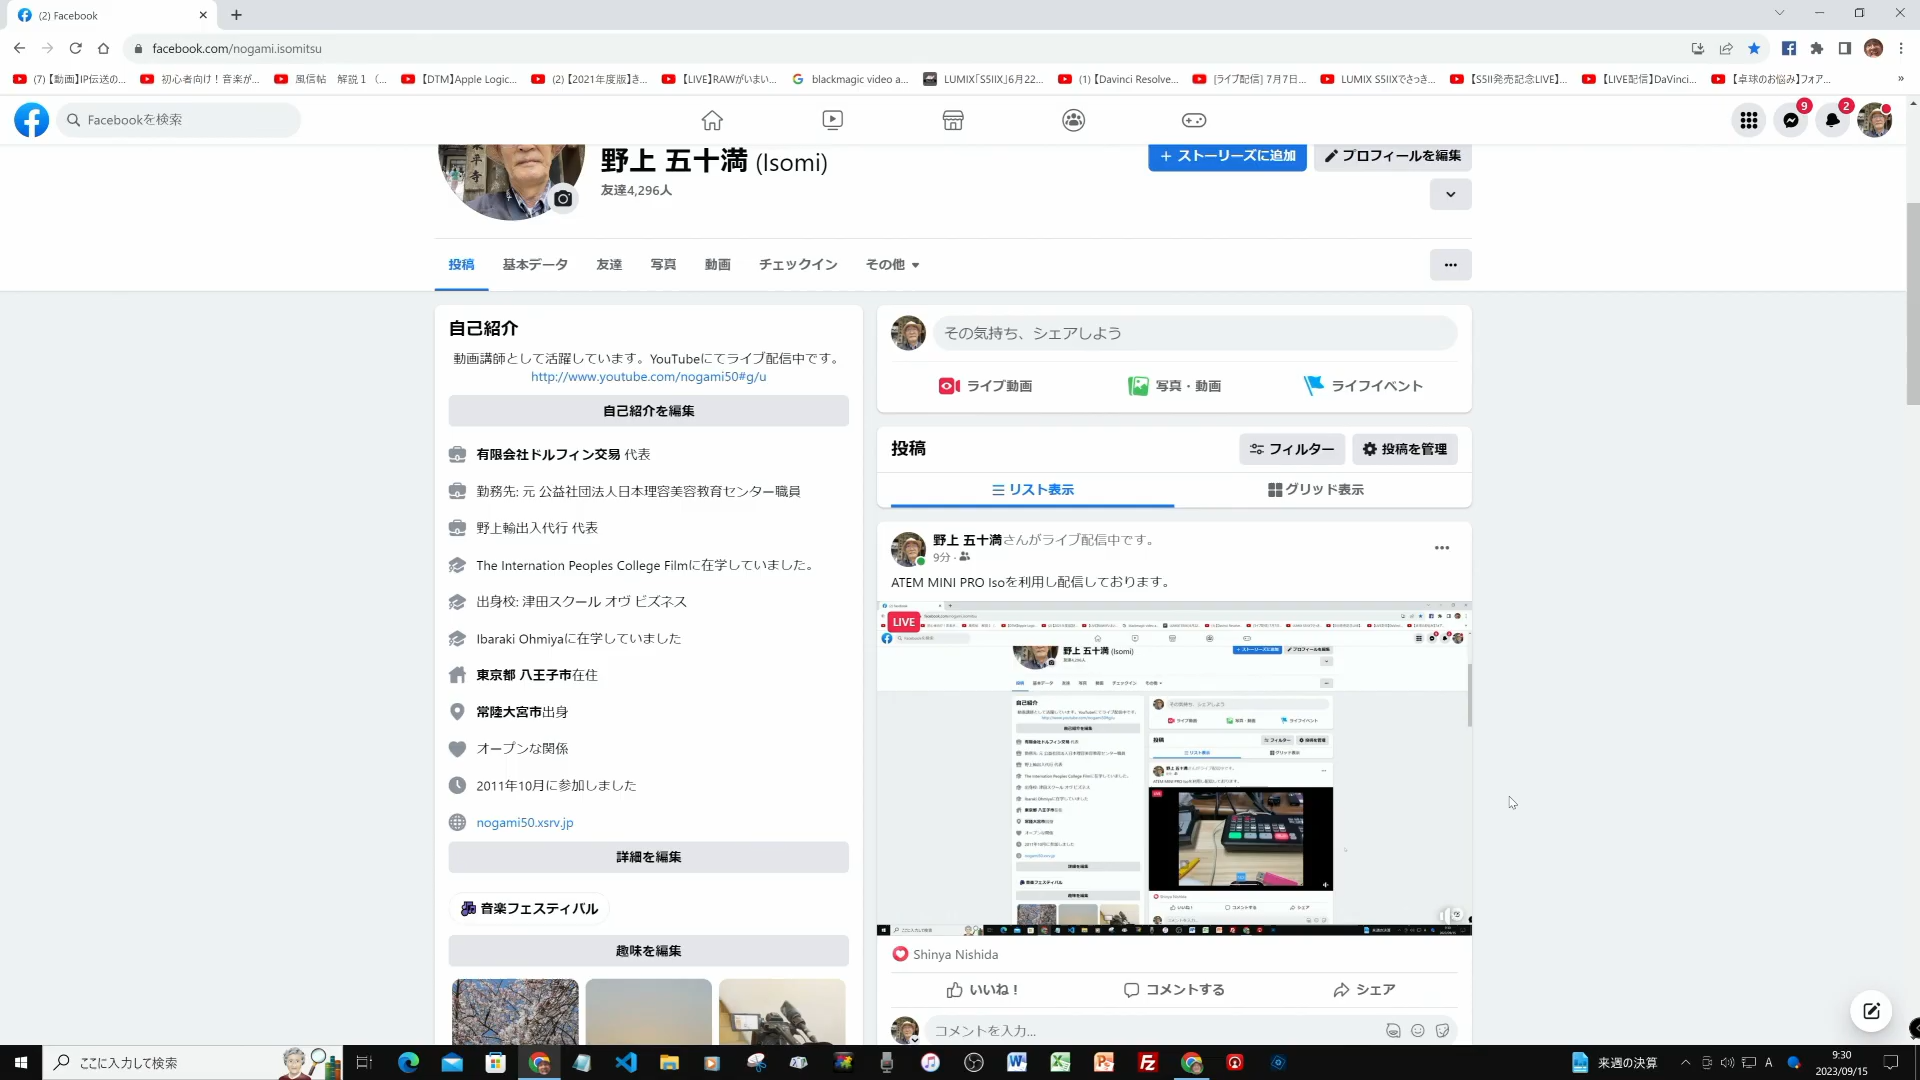 (2) Facebook
facebook.com/nogami.isomitsu
(7)【動画】IP伝送の...
初心者向け！音楽が...
風信帖　解説１（...
【DTM】Apple Logic...
(2)【2021年度版】き...
【LIVE】RAWがいまい...
blackmagic video a...
LUMIX「S5IIX」6月22...
(1)【Davinci Resolve...
[ライブ配信] 7月7日...
LUMIX S5IIXでさっき...
【S5II発売記念LIVE】...
【LIVE配信】DaVinci...
【卓球のお悩み】フォア...
»
Facebookを検索
9
2
野上 五十満 (Isomi)
友達4,296人
＋ ストーリーズに追加
プロフィールを編集
投稿
基本データ
友達
写真
動画
チェックイン
その他
自己紹介
動画講師として活躍しています。YouTubeにてライブ配信中です。
http://www.youtube.com/nogami50#g/u
自己紹介を編集
有限会社ドルフィン交易 代表
勤務先: 元 公益社団法人日本理容美容教育センター職員
野上輸出入代行 代表
The Internation Peoples College Filmに在学していました。
出身校: 津田スクール オヴ ビズネス
Ibaraki Ohmiyaに在学していました
東京都 八王子市在住
常陸大宮市出身
オープンな関係
2011年10月に参加しました
nogami50.xsrv.jp
詳細を編集
音楽フェスティバル
趣味を編集
その気持ち、シェアしよう
ライブ動画
写真・動画
ライフイベント
投稿
フィルター
投稿を管理
リスト表示
グリッド表示
野上 五十満さんがライブ配信中です。
9分 ·
ATEM MINI PRO Isoを利用し配信しております。
LIVE
野上 五十満 (Isomi)
自己紹介
投稿
Shinya Nishida
いいね！
コメントする
シェア
コメントを入力...
ここに入力して検索
来週の決算
A
9:30
2023/09/15